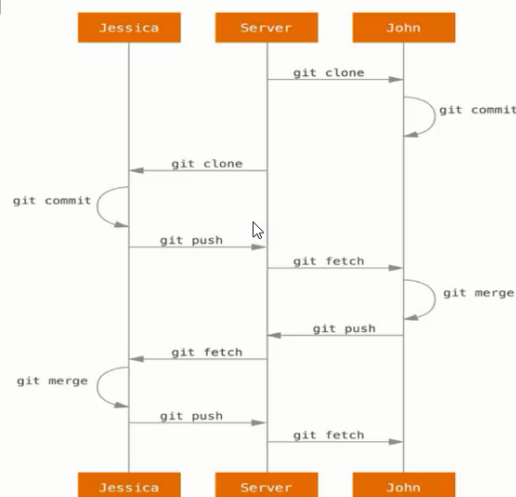 Jessica
Server
John
git clone
git commit
git clone
git commit
git push
git fetch
git merge
git push
git fetch
git merge
git push
git fetch
Jessica
Server
John